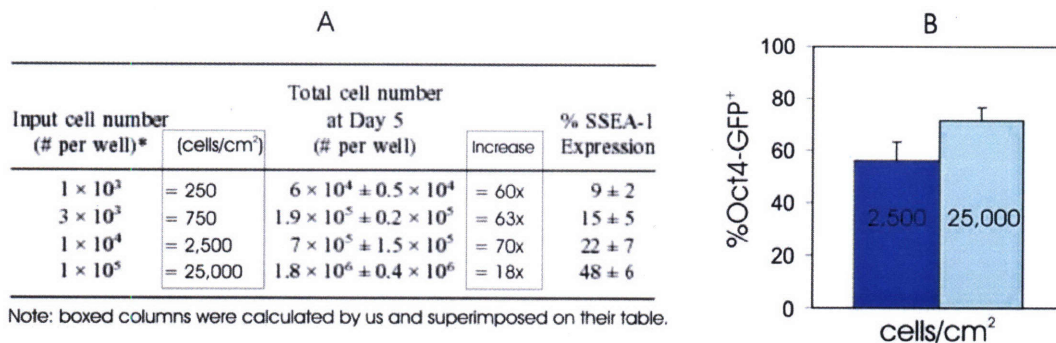 A
Input cell number (# per well)* (cells/cm²) Total cell number at Day 5 (# per well) Increase % SSEA-1 Expression
1 × 10³ = 250 6 × 10⁴ ± 0.5 × 10⁴ = 60x 9 ± 2
3 × 10³ = 750 1.9 × 10⁵ ± 0.2 × 10⁵ = 63x 15 ± 5
1 × 10⁴ = 2,500 7 × 10⁵ ± 1.5 × 10⁵ = 70x 22 ± 7
1 × 10⁵ = 25,000 1.8 × 10⁶ ± 0.4 × 10⁶ = 18x 48 ± 6
Note: boxed columns were calculated by us and superimposed on their table.
B
%Oct4-GFP⁺
100
80
60
40
20
0
2,500 25,000
cells/cm²